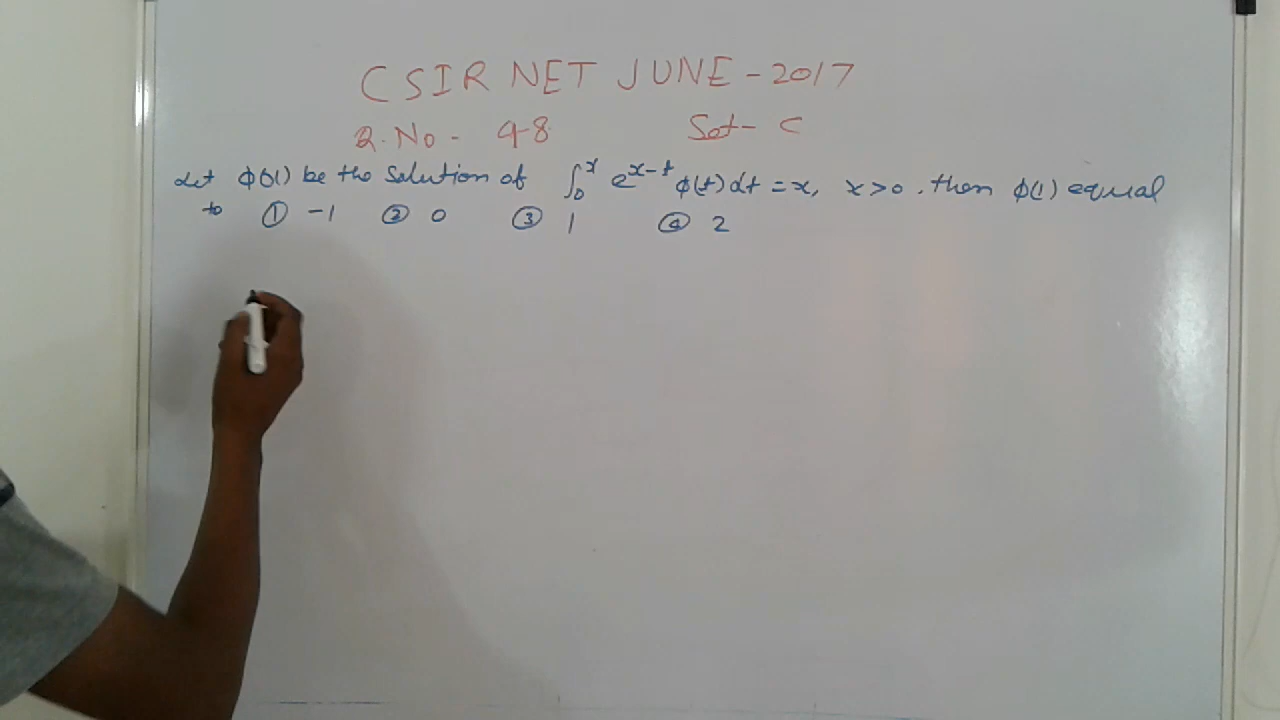 CSIR NET JUNE - 2017
Q. No - 48 Set - C
Let φ(x) be the solution of ∫₀ˣ e^{x-t} φ(t) dt = x, x > 0. then φ(1) equal
to ① -1 ② 0 ③ 1 ④ 2